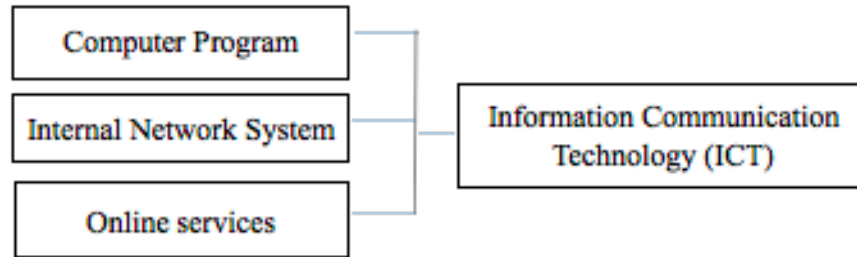 Computer Program
Internal Network System
Online services
Information Communication
Technology (ICT)